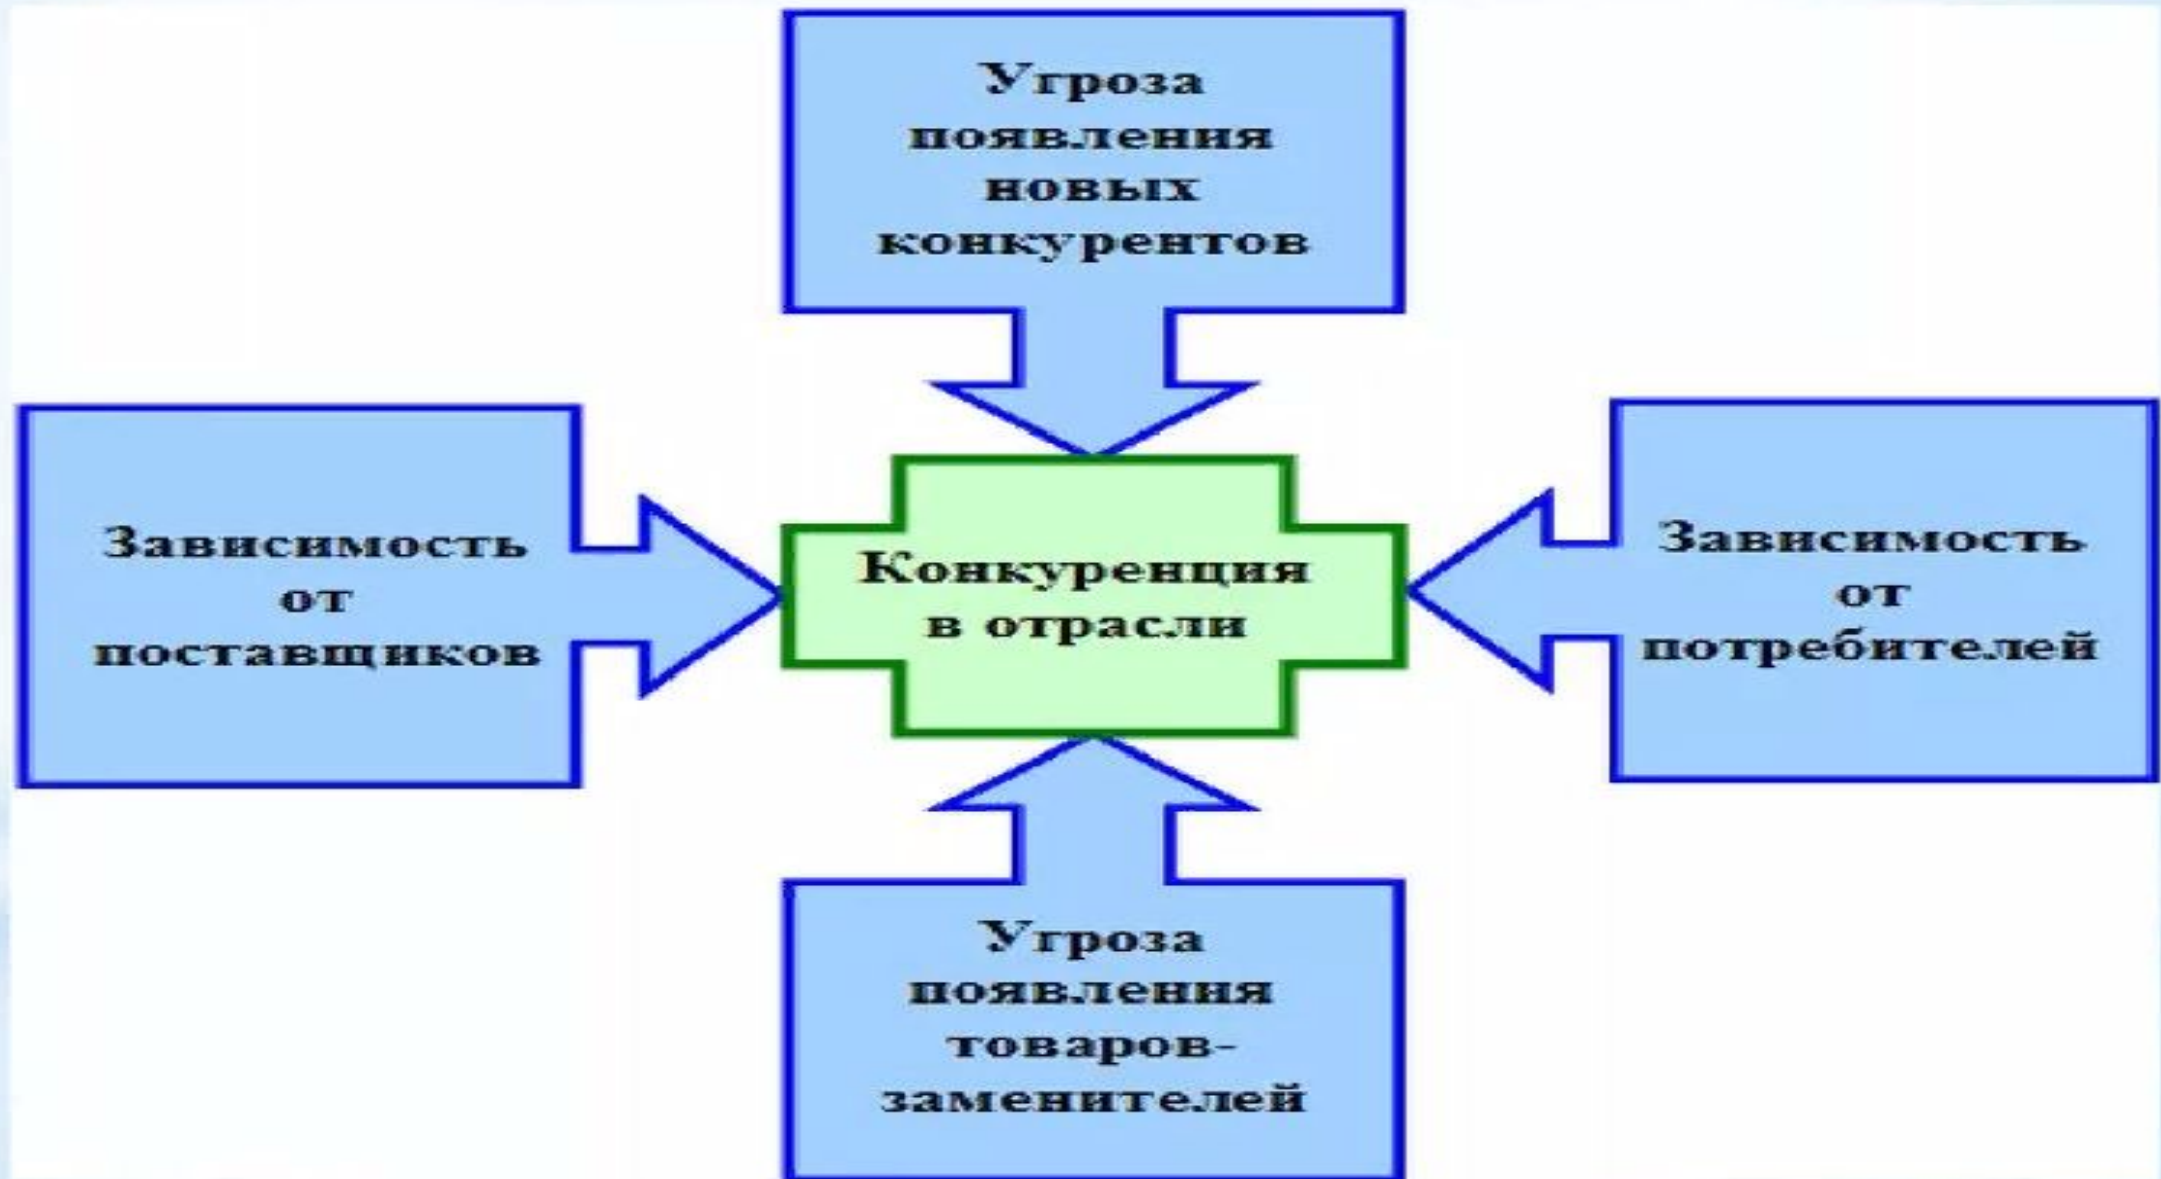 Угроза
появления
новых
конкурентов
Зависимость
от
поставщиков
Конкуренция
в отрасли
Зависимость
от
потребителей
Угроза
появления
товаров-
заменителей